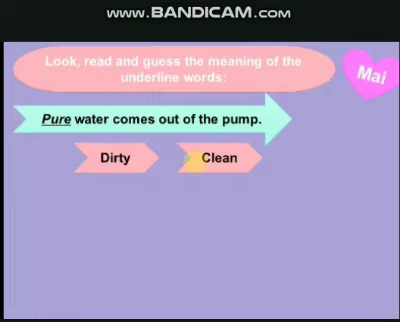 www.BANDICAM.com
Look, read and guess the meaning of the
underline words:
Mai
Pure water comes out of the pump.
Dirty
Clean